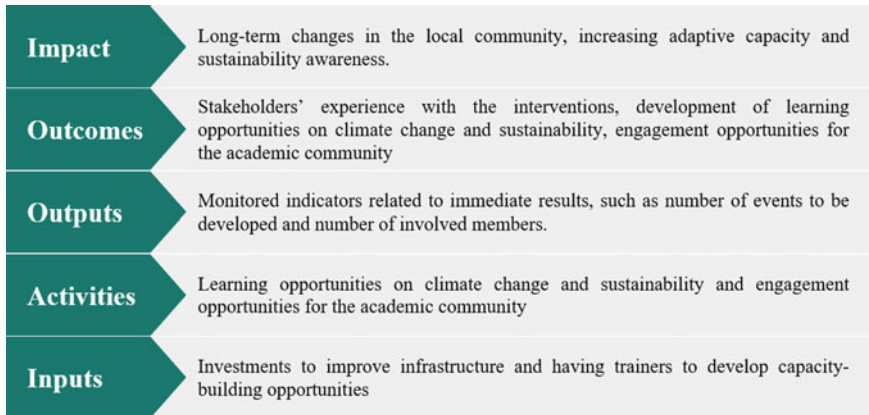 Impact
Long-term changes in the local community, increasing adaptive capacity and
sustainability awareness.
Outcomes
Stakeholders' experience with the interventions, development of learning
opportunities on climate change and sustainability, engagement opportunities for
the academic community
Outputs
Monitored indicators related to immediate results, such as number of events to be
developed and number of involved members.
Activities
Learning opportunities on climate change and sustainability and engagement
opportunities for the academic community
Inputs
Investments to improve infrastructure and having trainers to develop capacity-
building opportunities